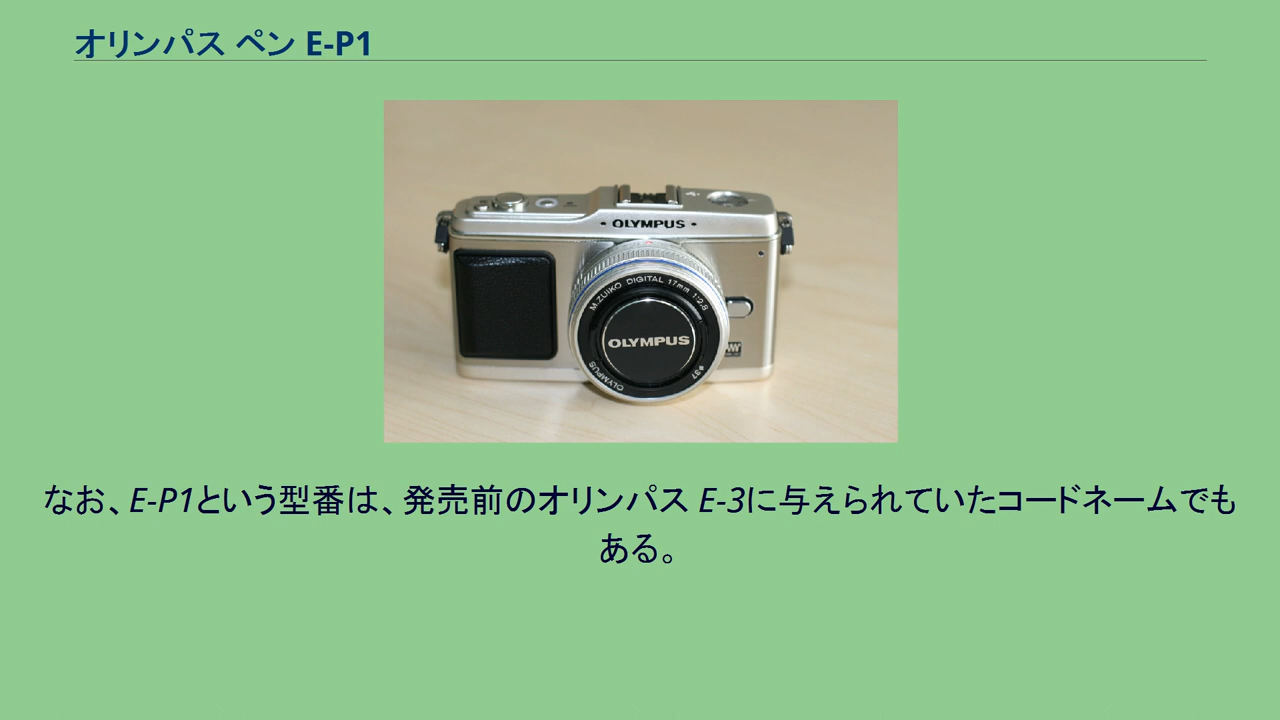 オリンパス ペン E-P1
• OLYMPUS •
M.ZUIKO DIGITAL 17mm 1:2.8
OLYMPUS
OLYMPUS
ϕ37
なお、E-P1という型番は、発売前のオリンパス E-3に与えられていたコードネームでも
ある。